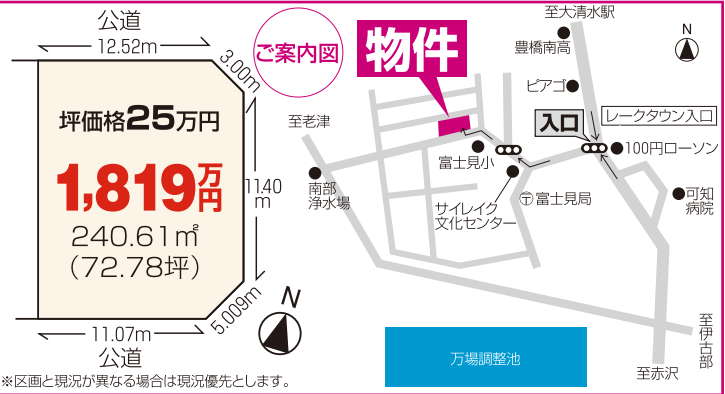 公道
12.52m
3.00m
坪価格25万円
1,819万円
240.61㎡
（72.78坪）
11.40m
5.009m
11.07m
公道
N
※区画と現況が異なる場合は現況優先とします。
ご案内図
物件
至大清水駅
豊橋南高
N
ピアゴ
入口
レークタウン入口
至老津
100円ローソン
富士見小
南部
浄水場
サイレイク
文化センター
〒富士見局
可知
病院
至伊古部
万場調整池
至赤沢